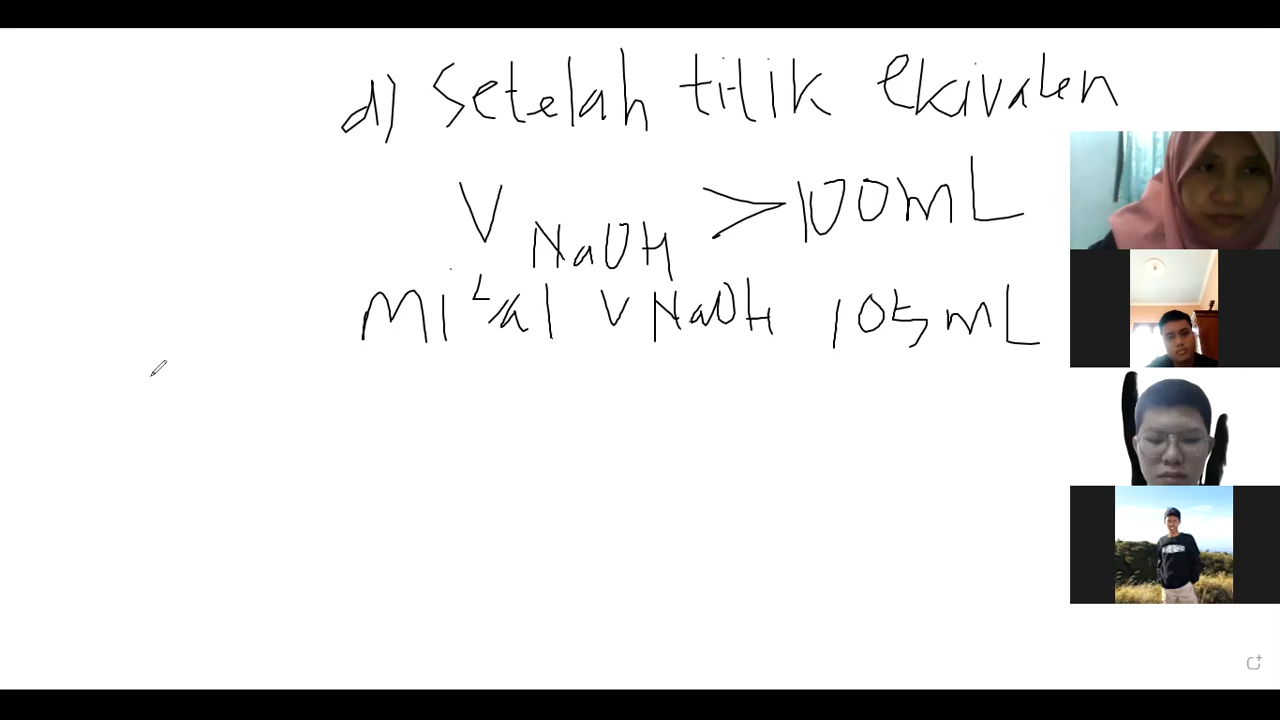 d) Setelah titik ekivalen
V NaOH > 100 mL
Misal V NaOH 105 mL